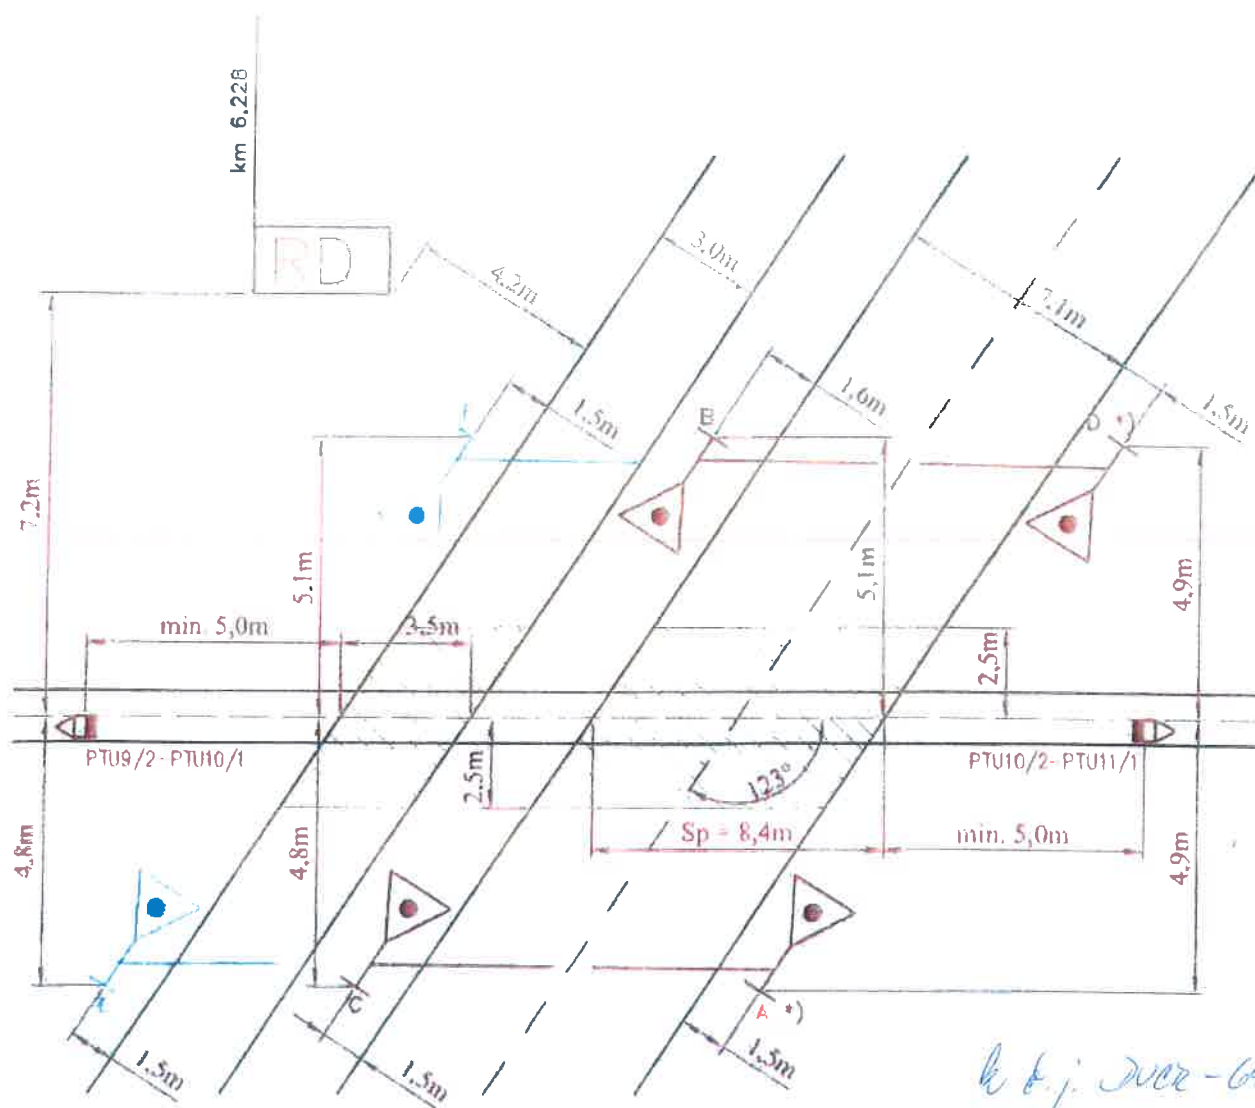 km 6,228
RD
4.2m
3,0m
7.1m
1.5m
1,6m
1.5m
B
D *)
7.2m
5.1m
5,1m
4.9m
min. 5,0m
3.5m
2,5m
PTU9/2-PTU10/1
PTU10/2-PTU11/1
2.5m
123°
Sp = 8,4m
min. 5,0m
4.8m
4.8m
4.9m
C
A *)
1.5m
1.5m
1.5m